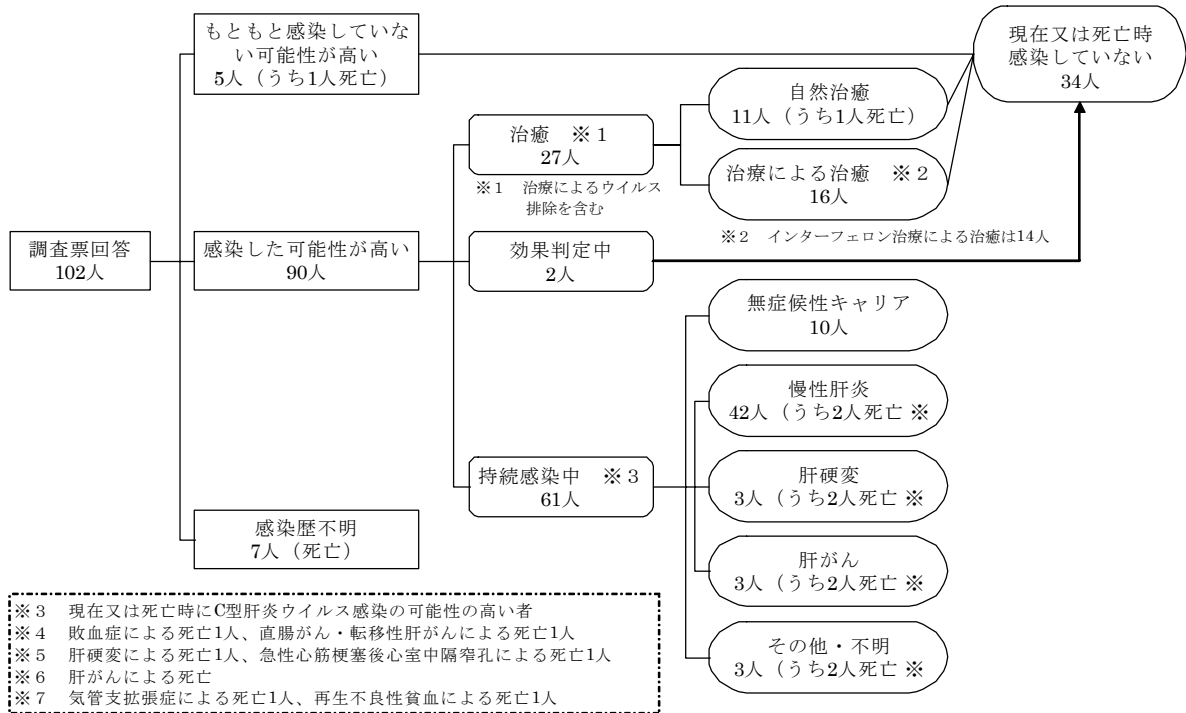 もともと感染していな
い可能性が高い
5人（うち1人死亡）
現在又は死亡時
感染していない
34人
自然治癒
11人（うち1人死亡）
治癒　※１
27人
※１　治療によるウイルス
排除を含む
治療による治癒　※２
16人
※２　インターフェロン治療による治癒は14人
調査票回答
102人
感染した可能性が高い
90人
効果判定中
2人
無症候性キャリア
10人
慢性肝炎
42人（うち2人死亡 ※
持続感染中　※３
61人
肝硬変
3人（うち2人死亡 ※
感染歴不明
7人（死亡）
肝がん
3人（うち2人死亡 ※
その他・不明
3人（うち2人死亡 ※
※３　現在又は死亡時にC型肝炎ウイルス感染の可能性の高い者
※４　敗血症による死亡1人、直腸がん・転移性肝がんによる死亡1人
※５　肝硬変による死亡1人、急性心筋梗塞後心室中隔窄孔による死亡1人
※６　肝がんによる死亡
※７　気管支拡張症による死亡1人、再生不良性貧血による死亡1人